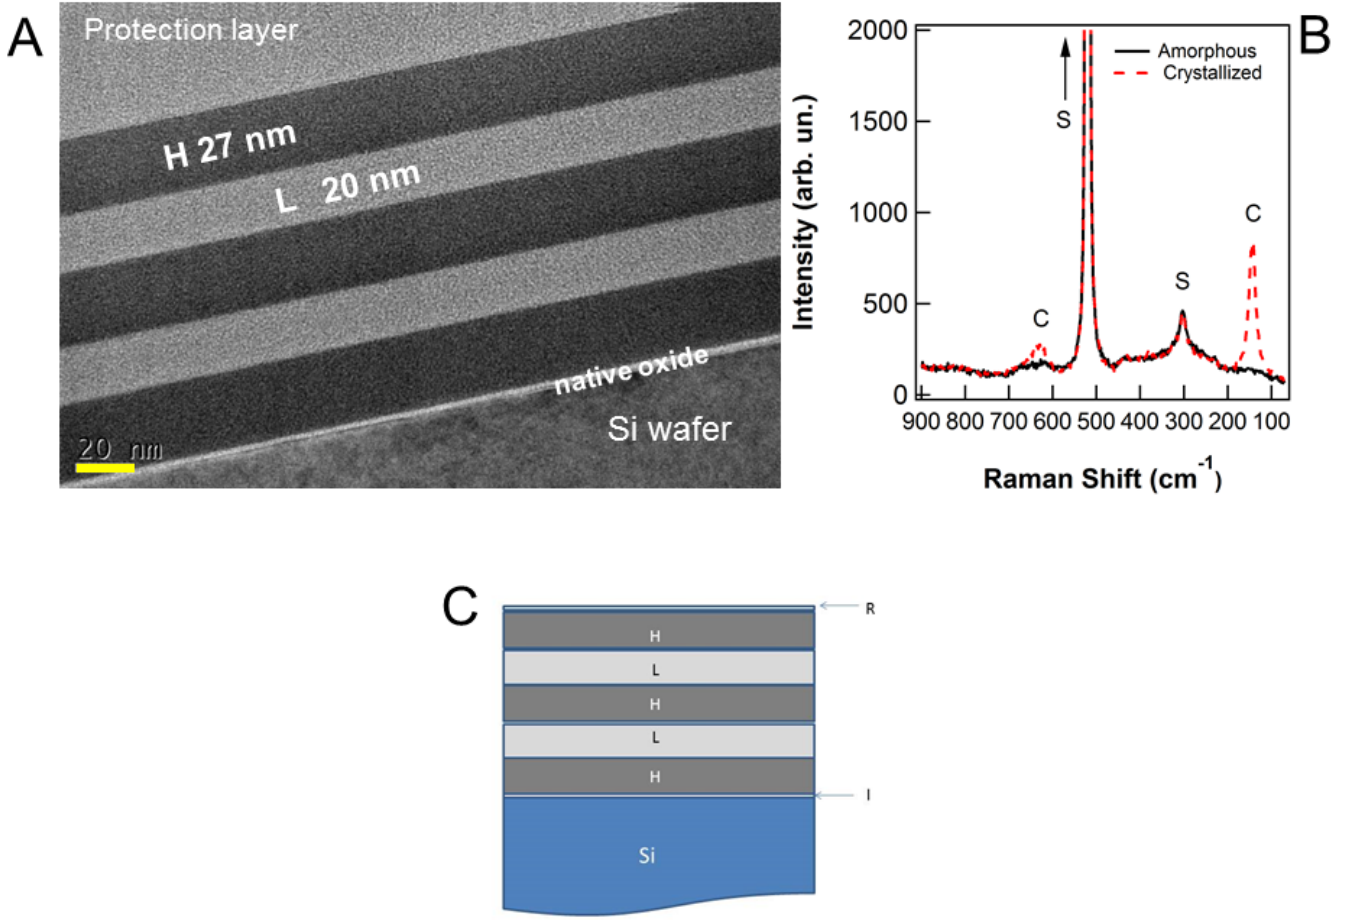 A
Protection layer
H 27 nm
L 20 nm
native oxide
Si wafer
20 nm
B
Intensity (arb. un.)
2000
1500
1000
500
0
Amorphous
Crystallized
S
C
S
C
900 800 700 600 500 400 300 200 100
Raman Shift (cm⁻¹)
C
R
H
L
H
L
H
I
Si